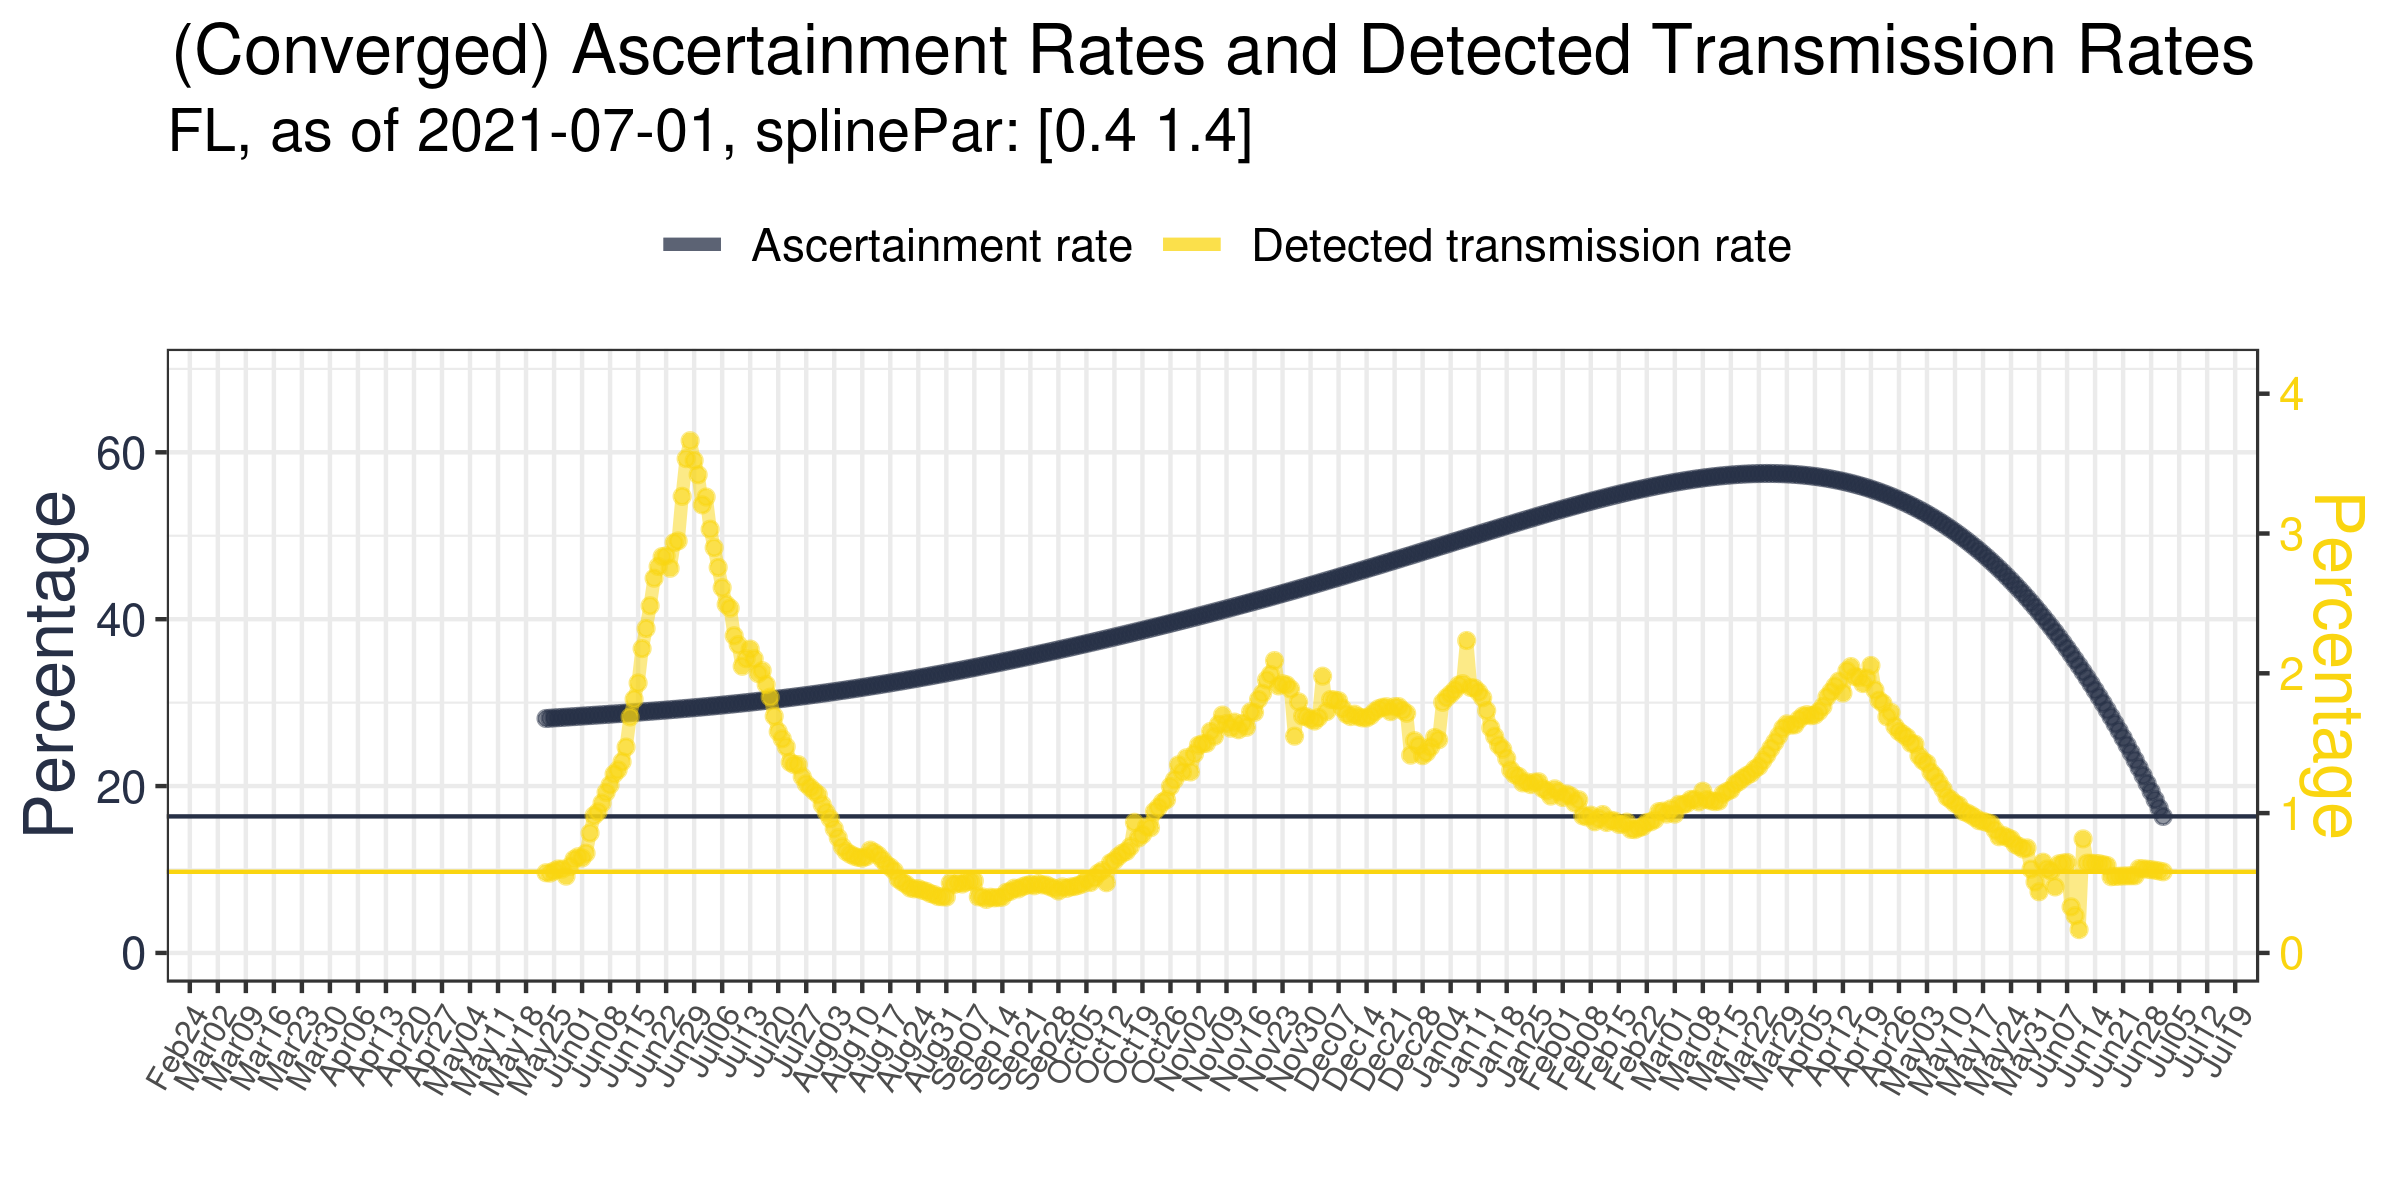 (Converged) Ascertainment Rates and Detected Transmission Rates
FL, as of 2021-07-01, splinePar: [0.4 1.4]
Ascertainment rate Detected transmission rate
Percentage
60
40
20
0
4
3
2
1
0
Percentage
Feb24 Mar02 Mar09 Mar16 Mar23 Mar30 Apr06 Apr13 Apr20 Apr27 May04 May11 May18 May25 Jun01 Jun08 Jun15 Jun22 Jun29 Jul06 Jul13 Jul20 Jul27 Aug03 Aug10 Aug17 Aug24 Aug31 Sep07 Sep14 Sep21 Sep28 Oct05 Oct12 Oct19 Oct26 Nov02 Nov09 Nov16 Nov23 Nov30 Dec07 Dec14 Dec21 Dec28 Jan04 Jan11 Jan18 Jan25 Feb01 Feb08 Feb15 Feb22 Mar01 Mar08 Mar15 Mar22 Mar29 Apr05 Apr12 Apr19 Apr26 May03 May10 May17 May24 May31 Jun07 Jun14 Jun21 Jun28 Jul05 Jul12 Jul19